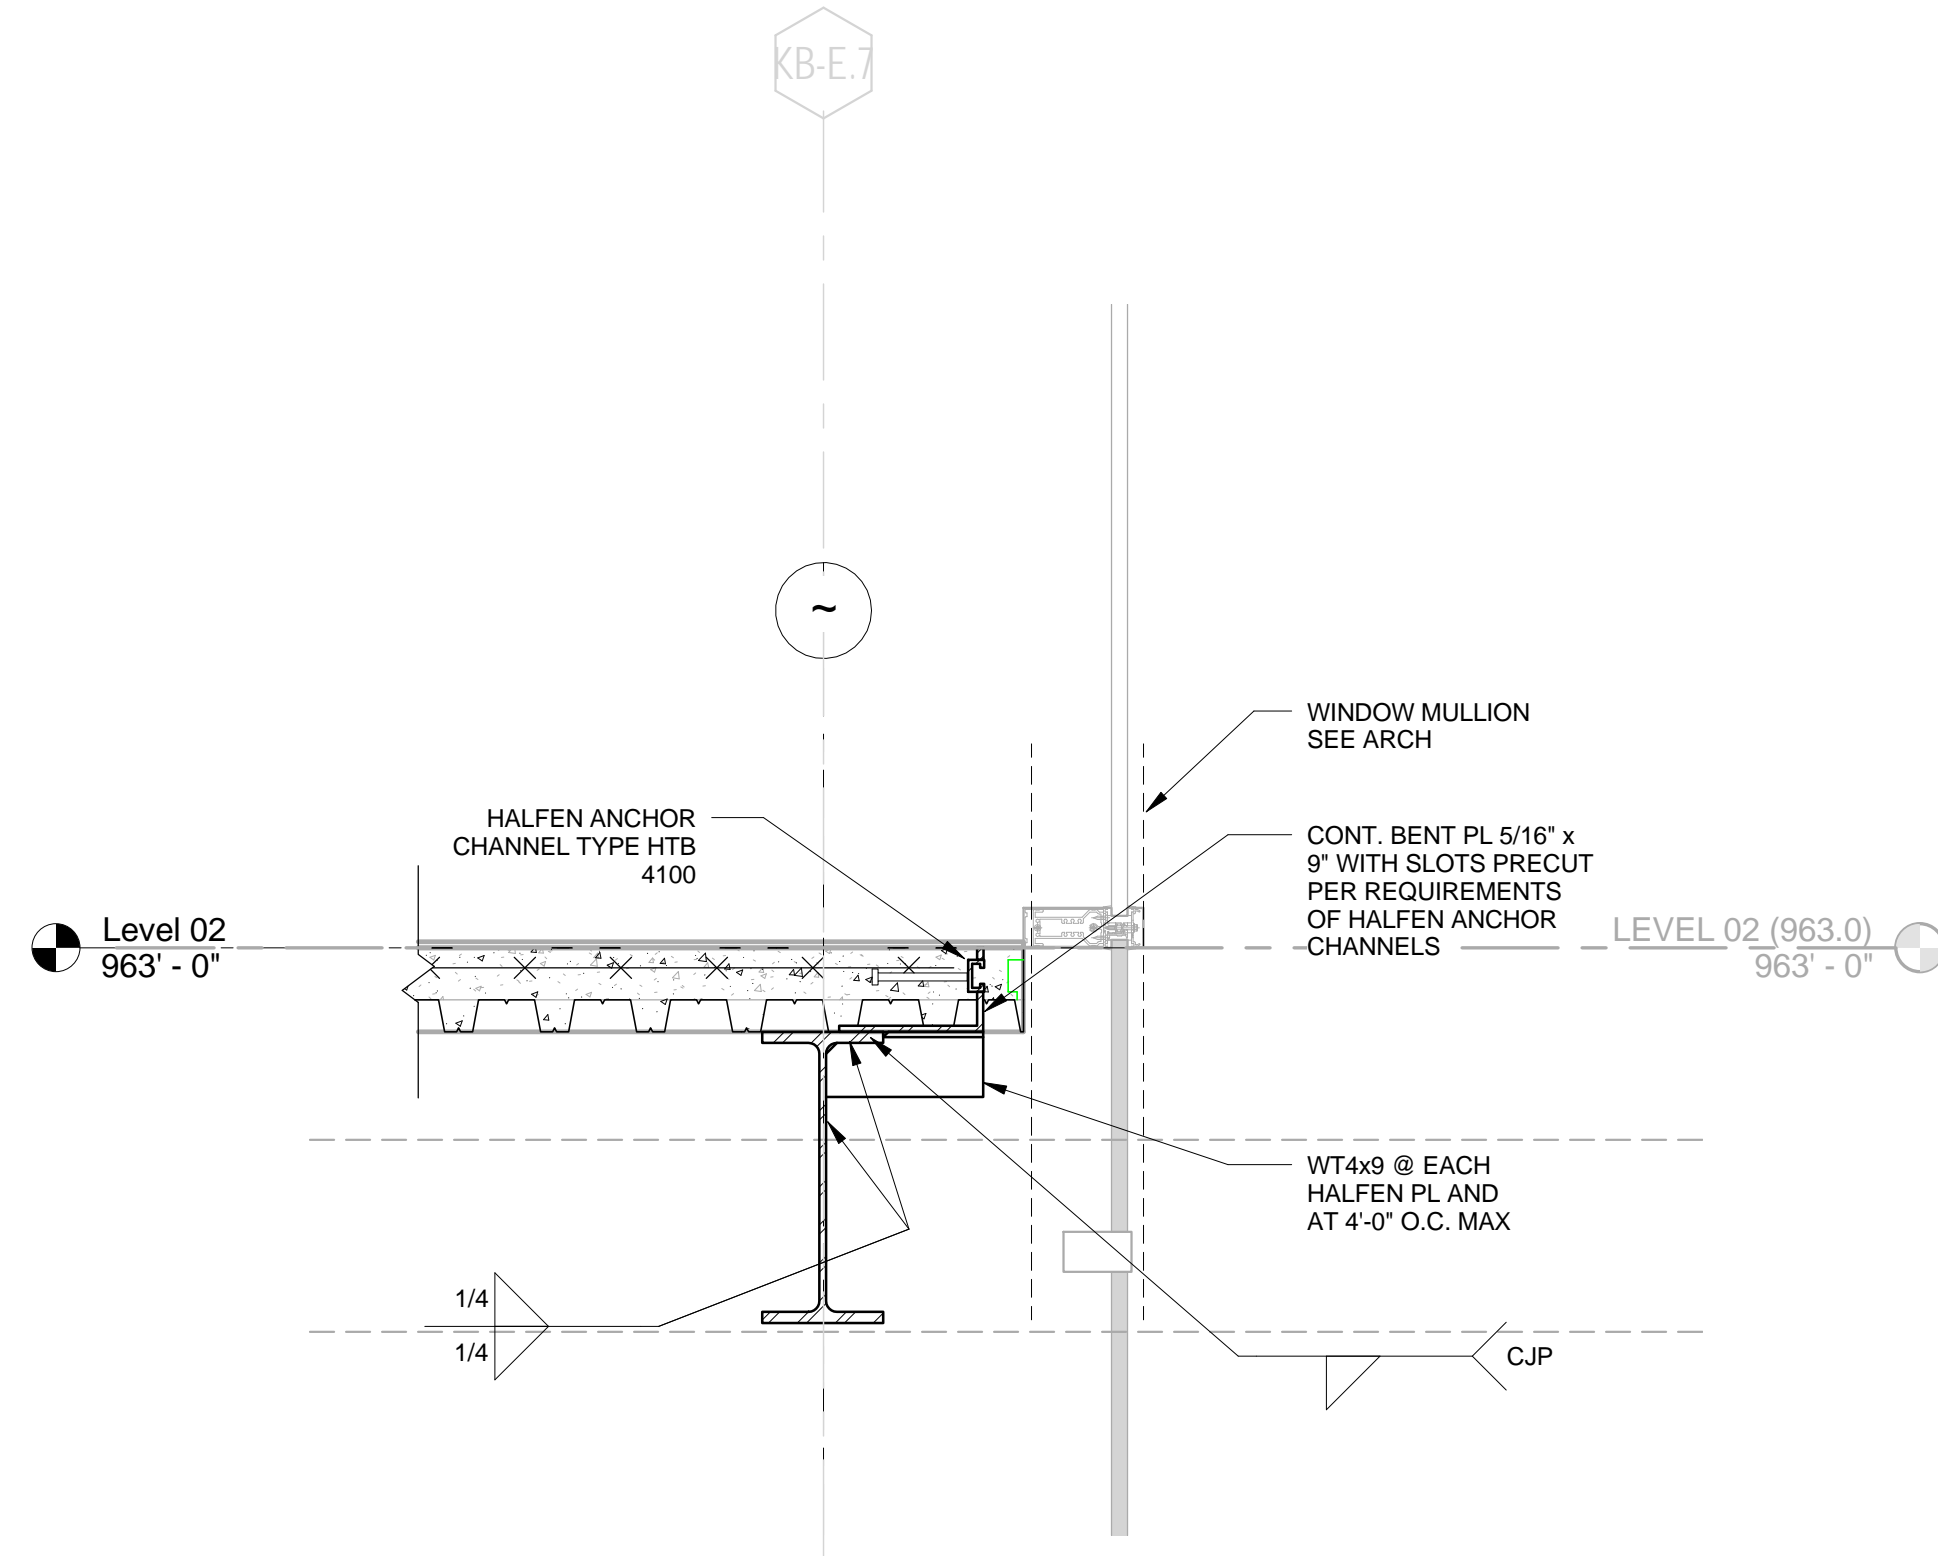 KB-E.7
~
WINDOW MULLION
SEE ARCH
HALFEN ANCHOR
CHANNEL TYPE HTB
4100
CONT. BENT PL 5/16" x
9" WITH SLOTS PRECUT
PER REQUIREMENTS
OF HALFEN ANCHOR
CHANNELS
Level 02
963' - 0"
LEVEL 02 (963.0)
963' - 0"
WT4x9 @ EACH
HALFEN PL AND
AT 4'-0" O.C. MAX
1/4
1/4
CJP